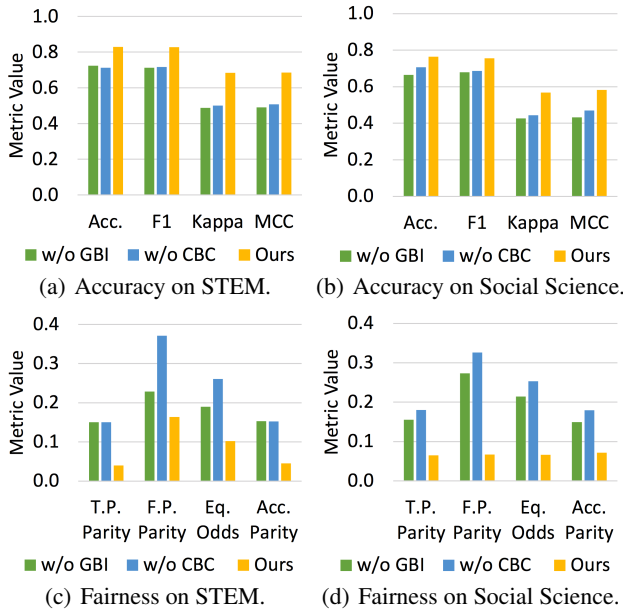 Metric Value
1.0
0.8
0.6
0.4
0.2
0.0
Acc. F1 Kappa MCC
w/o GBI w/o CBC Ours
(a) Accuracy on STEM.
Metric Value
1.0
0.8
0.6
0.4
0.2
0.0
Acc. F1 Kappa MCC
w/o GBI w/o CBC Ours
(b) Accuracy on Social Science.
Metric Value
0.4
0.3
0.2
0.1
0.0
T.P. F.P. Eq. Acc.
Parity Parity Odds Parity
w/o GBI w/o CBC Ours
(c) Fairness on STEM.
Metric Value
0.4
0.3
0.2
0.1
0.0
T.P. F.P. Eq. Acc.
Parity Parity Odds Parity
w/o GBI w/o CBC Ours
(d) Fairness on Social Science.